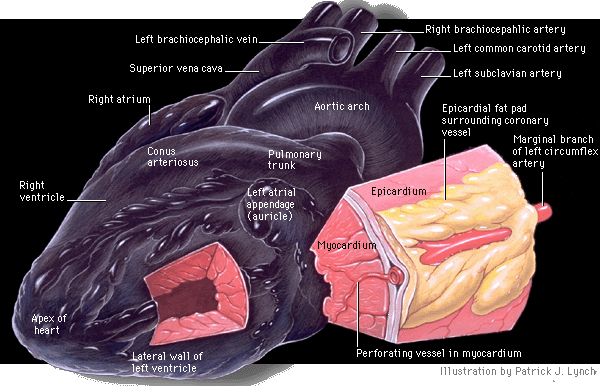 Right brachiocepahlic artery
Left brachiocephalic vein
Left common carotid artery
Superior vena cava
Left subclavian artery
Right atrium
Aortic arch
Epicardial fat pad
surrounding coronary
vessel
Marginal branch
of left circumflex
artery
Conus
arteriosus
Pulmonary
trunk
Right
ventricle
Left atrial
appendage
(auricle)
Epicardium
Myocardium
Apex of
heart
Lateral wall of
left ventricle
Perforating vessel in myocardium
Illustration by Patrick J. Lynch